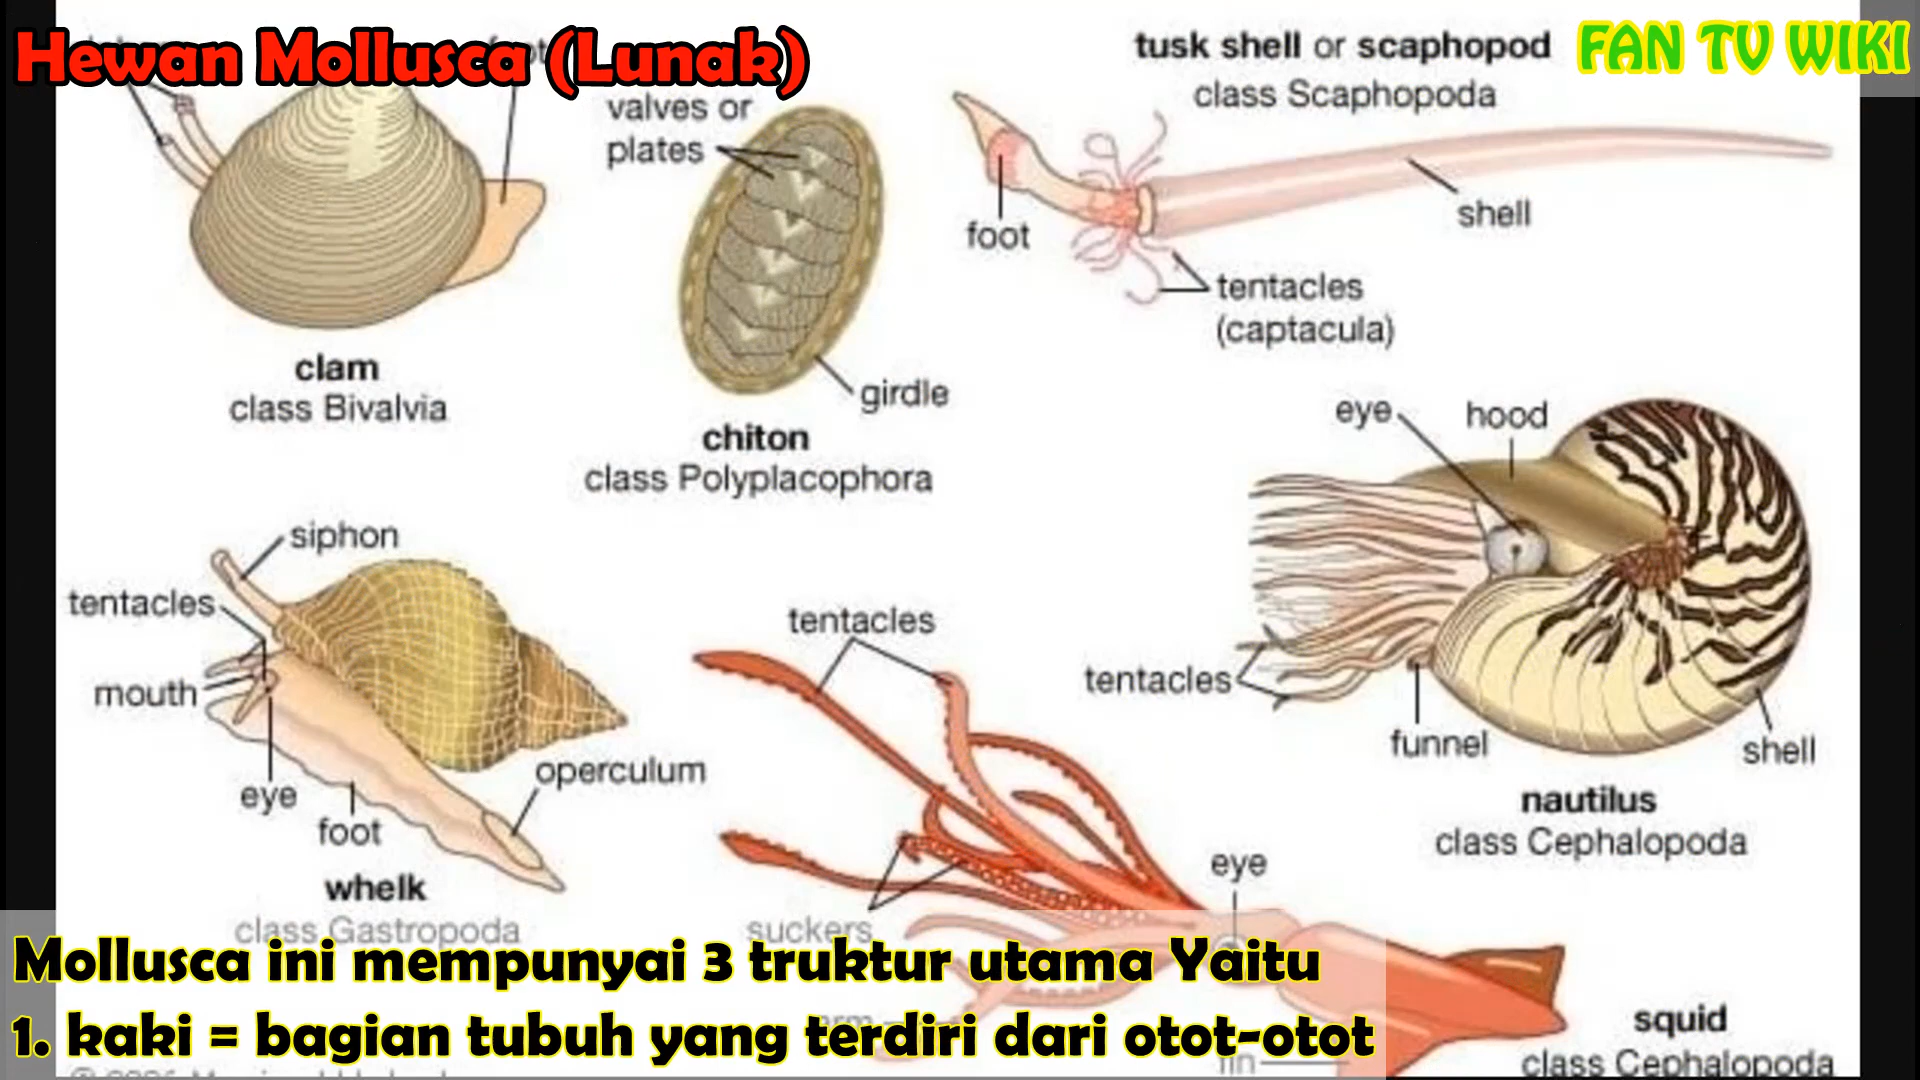 Hewan Mollusca (Lunak)
FAN TV WIKI
valves or
plates
girdle
chiton
class Polyplacophora
clam
class Bivalvia
tusk shell or scaphopod
class Scaphopoda
foot
shell
tentacles
(captacula)
siphon
tentacles
mouth
eye
foot
operculum
whelk
class Gastropoda
tentacles
suckers
eye
arm
fin
squid
class Cephalopoda
eye
hood
tentacles
funnel
shell
nautilus
class Cephalopoda
Mollusca ini mempunyai 3 truktur utama Yaitu
1. kaki = bagian tubuh yang terdiri dari otot-otot